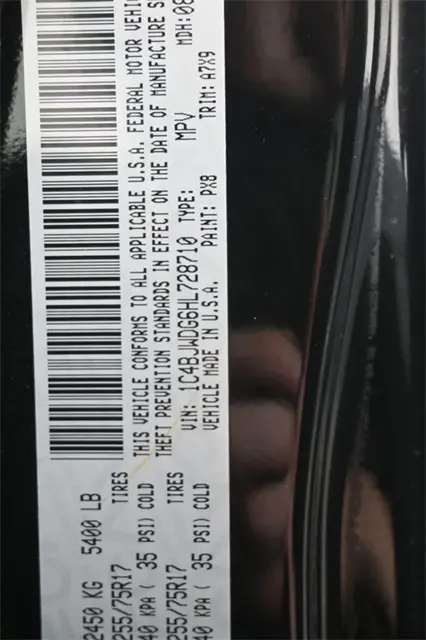 2450 KG 5400 LB
255/75R17 TIRES
40 KPA ( 35 PSI) COLD
255/75R17 TIRES
40 KPA ( 35 PSI) COLD
THIS VEHICLE CONFORMS TO ALL APPLICABLE U.S.A. FEDERAL MOTOR VEHI
THEFT PREVENTION STANDARDS IN EFFECT ON THE DATE OF MANUFACTURE S
VIN: 1C4BJWDG6HL728710 TYPE: MPV MDH:08
VEHICLE MADE IN U.S.A. PAINT: PX8 TRIM: A7X9